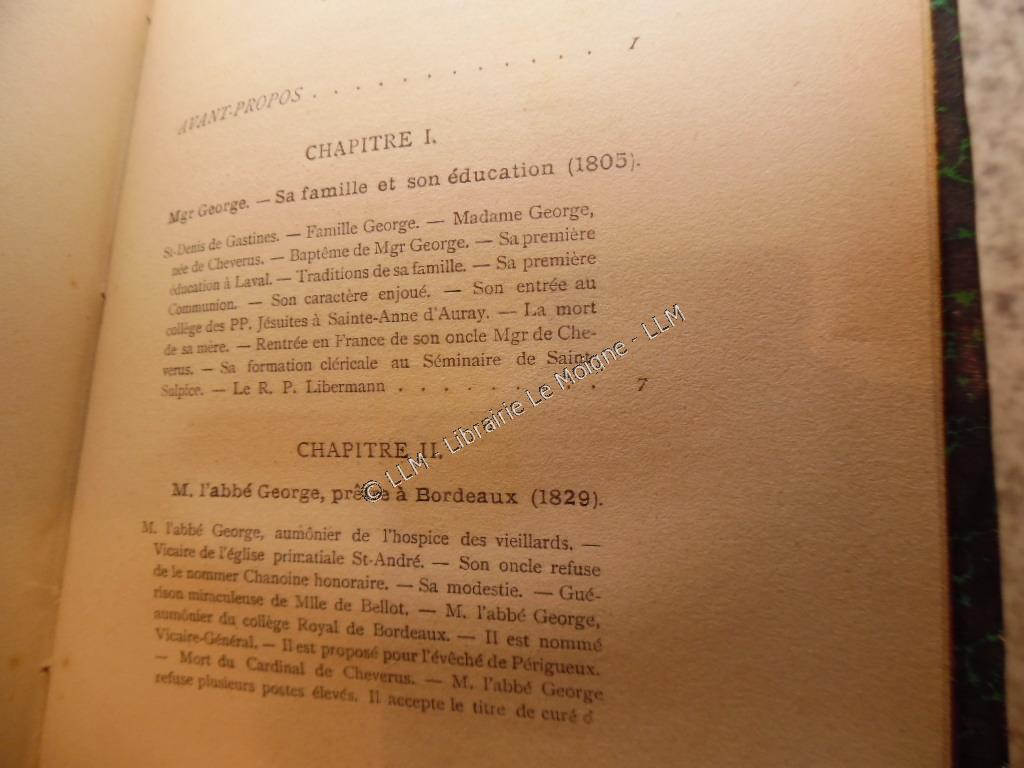 AVANT-PROPOS . . . . . . . . . . . . I
CHAPITRE I.
Mgr George. — Sa famille et son éducation (1805).
St-Denis de Gastines. — Famille George. — Madame George,
née de Cheverus. — Baptême de Mgr George. — Sa première
éducation à Laval. — Traditions de sa famille. — Sa première
Communion. — Son caractère enjoué. — Son entrée au
collège des PP. Jésuites à Sainte-Anne d'Auray. — La mort
de sa mère. — Rentrée en France de son oncle Mgr de Che-
verus. — Sa formation cléricale au Séminaire de Saint-
Sulpice. — Le R. P. Libermann . . . . . . . . . . 7
CHAPITRE II.
M. l'abbé George, prêtre à Bordeaux (1829).
M. l'abbé George, aumônier de l'hospice des vieillards. —
Vicaire de l'église primatiale St-André. — Son oncle refuse
de le nommer Chanoine honoraire. — Sa modestie. — Gué-
rison miraculeuse de Mlle de Bellot. — M. l'abbé George,
aumônier du collège Royal de Bordeaux. — Il est nommé
Vicaire-Général. — Il est proposé pour l'évêché de Périgueux.
— Mort du Cardinal de Cheverus. — M. l'abbé George
refuse plusieurs postes élevés. Il accepte le titre de curé
© LLM - Librairie Le Moigne - LLM